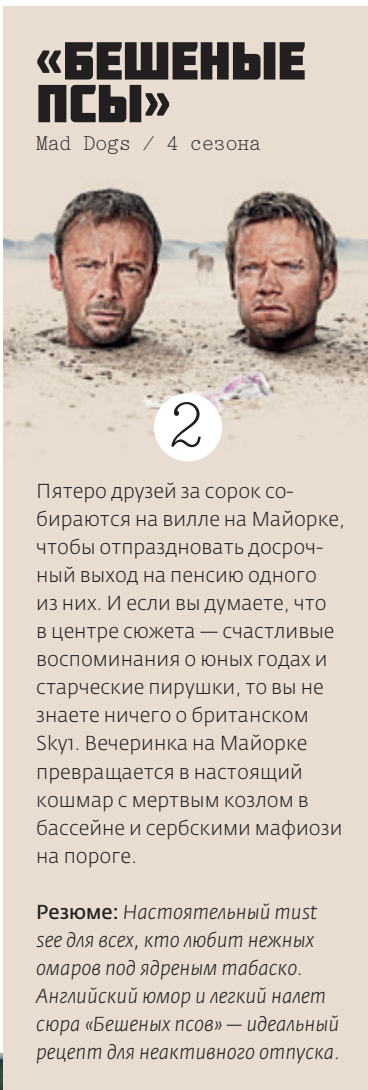 «БЕШЕНЫЕ
ПСЫ»
Mad Dogs / 4 сезона
2
Пятеро друзей за сорок со-
бираются на вилле на Майорке,
чтобы отпраздновать досроч-
ный выход на пенсию одного
из них. И если вы думаете, что
в центре сюжета — счастливые
воспоминания о юных годах и
старческие пирушки, то вы не
знаете ничего о британском
Sky1. Вечеринка на Майорке
превращается в настоящий
кошмар с мертвым козлом в
бассейне и сербскими мафиози
на пороге.
Резюме: Настоятельный must
see для всех, кто любит нежных
омаров под ядреным табаско.
Английский юмор и легкий налет
сюра «Бешеных псов» — идеальный
рецепт для неактивного отпуска.